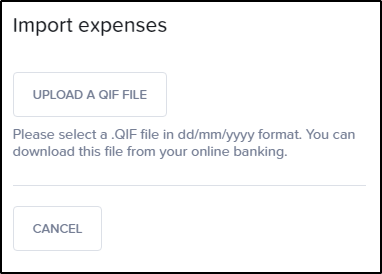 Import expenses
UPLOAD A QIF FILE
Please select a .QIF file in dd/mm/yyyy format. You can
download this file from your online banking.
CANCEL